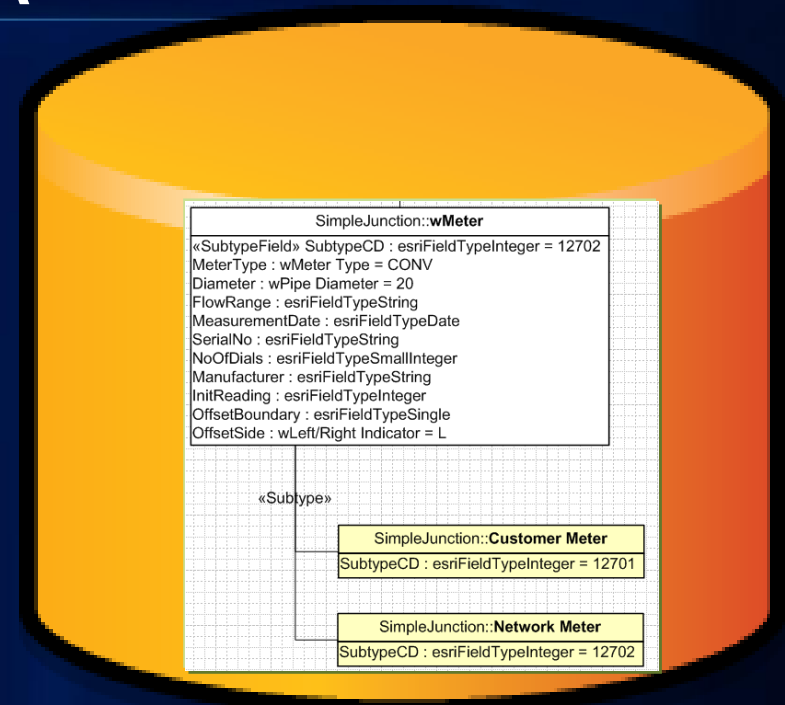 SimpleJunction::wMeter
«SubtypeField» SubtypeCD : esriFieldTypeInteger = 12702
MeterType : wMeter Type = CONV
Diameter : wPipe Diameter = 20
FlowRange : esriFieldTypeString
MeasurementDate : esriFieldTypeDate
SerialNo : esriFieldTypeString
NoOfDials : esriFieldTypeSmallInteger
Manufacturer : esriFieldTypeString
InitReading : esriFieldTypeInteger
OffsetBoundary : esriFieldTypeSingle
OffsetSide : wLeft/Right Indicator = L
«Subtype»
SimpleJunction::Customer Meter
SubtypeCD : esriFieldTypeInteger = 12701
SimpleJunction::Network Meter
SubtypeCD : esriFieldTypeInteger = 12702